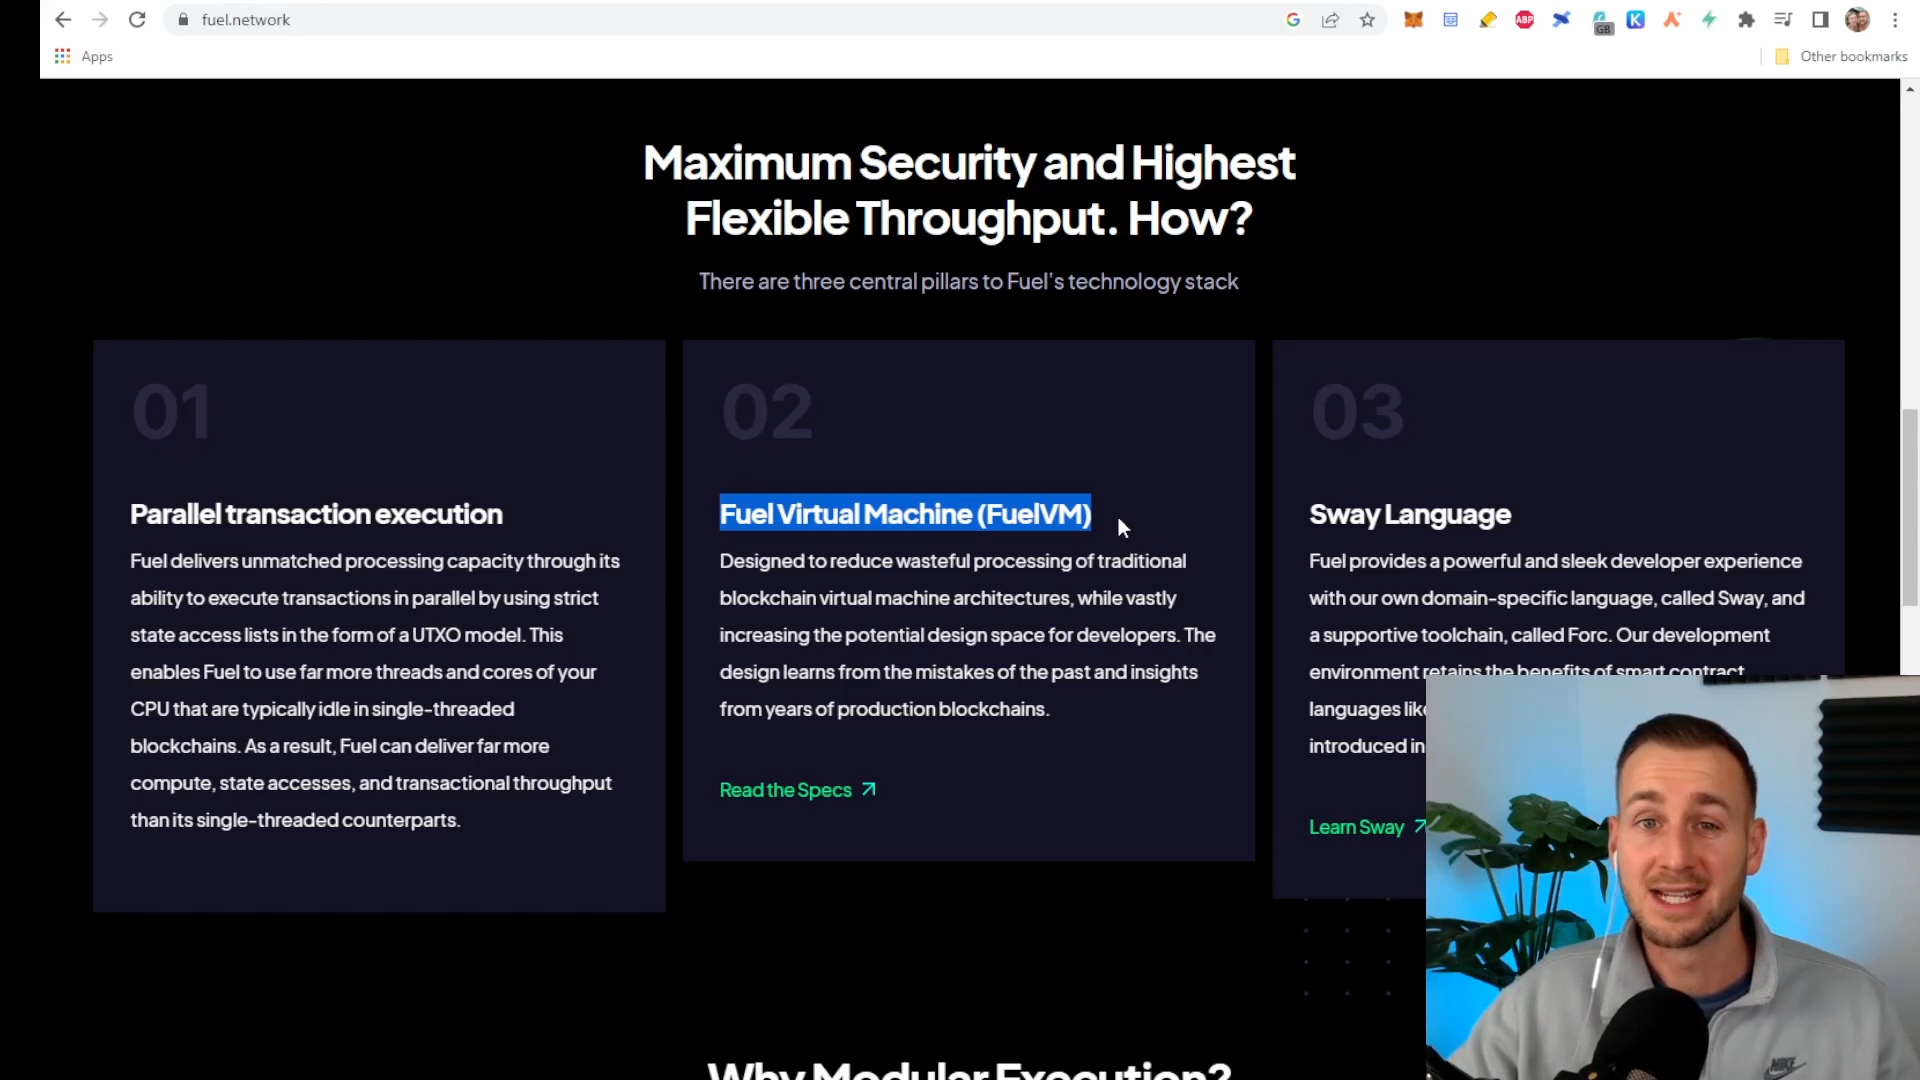 fuel.network
GB
ABP
K
Apps
Other bookmarks
Maximum Security and Highest
Flexible Throughput. How?
There are three central pillars to Fuel's technology stack
01
Parallel transaction execution
Fuel delivers unmatched processing capacity through its
ability to execute transactions in parallel by using strict
state access lists in the form of a UTXO model. This
enables Fuel to use far more threads and cores of your
CPU that are typically idle in single-threaded
blockchains. As a result, Fuel can deliver far more
compute, state accesses, and transactional throughput
than its single-threaded counterparts.
02
Fuel Virtual Machine (FuelVM)
Designed to reduce wasteful processing of traditional
blockchain virtual machine architectures, while vastly
increasing the potential design space for developers. The
design learns from the mistakes of the past and insights
from years of production blockchains.
Read the Specs
03
Sway Language
Fuel provides a powerful and sleek developer experience
with our own domain-specific language, called Sway, and
a supportive toolchain, called Forc. Our development
environment retains the benefits of smart contract
languages like
introduced in
Learn Sway
Why Modular Execution?
NIKE